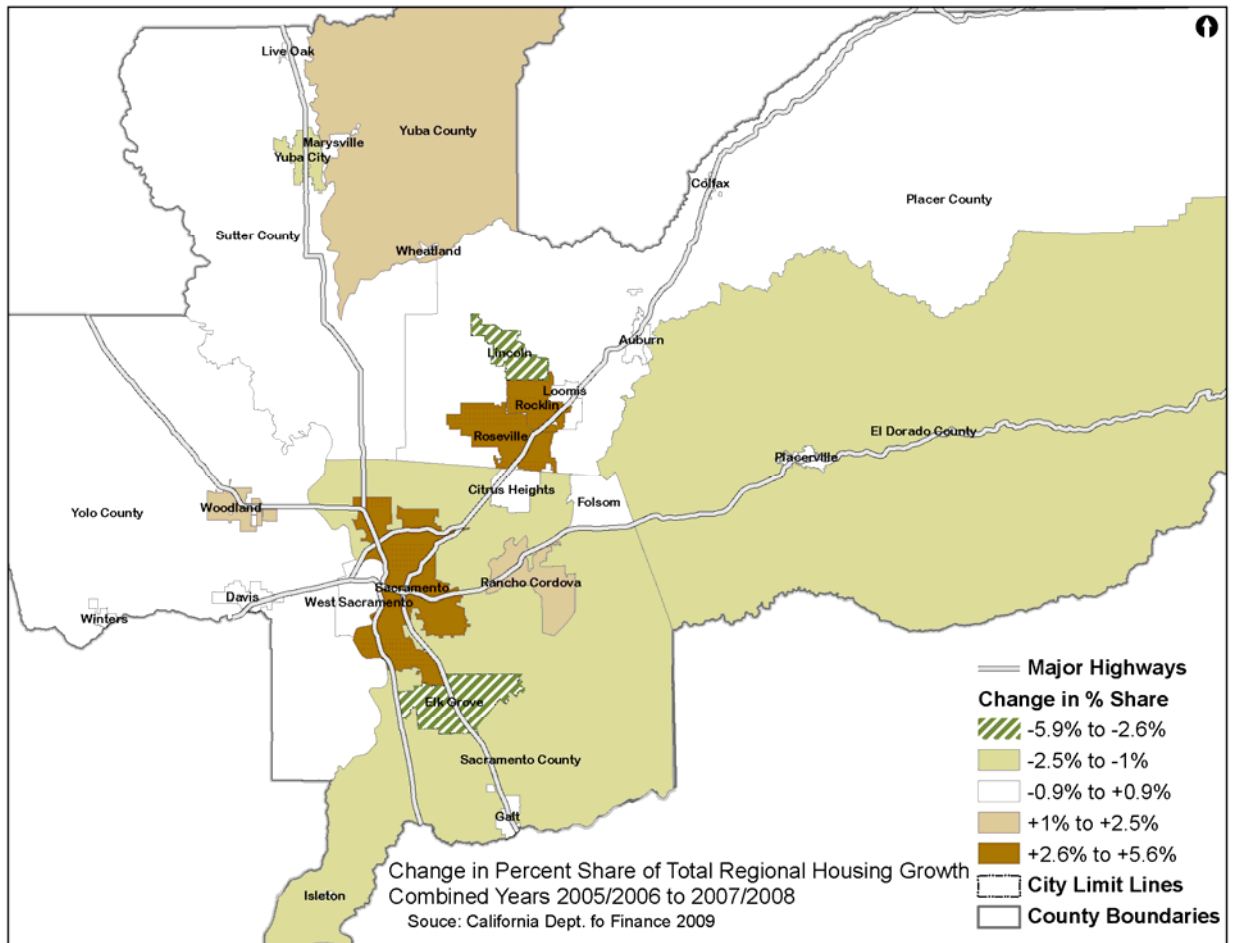 Live Oak
Yuba County
Marysville
Yuba City
Colfax
Placer County
Sutter County
Wheatland
Auburn
Lincoln
Loomis
Rocklin
Roseville
El Dorado County
Placerville
Citrus Heights
Folsom
Woodland
Yolo County
Rancho Cordova
Sacramento
Davis
West Sacramento
Winters
Elk Grove
Sacramento County
Galt
Isleton
Major Highways
Change in % Share
-5.9% to -2.6%
-2.5% to -1%
-0.9% to +0.9%
+1% to +2.5%
+2.6% to +5.6%
City Limit Lines
County Boundaries
Change in Percent Share of Total Regional Housing Growth
Combined Years 2005/2006 to 2007/2008
Souce: California Dept. fo Finance 2009